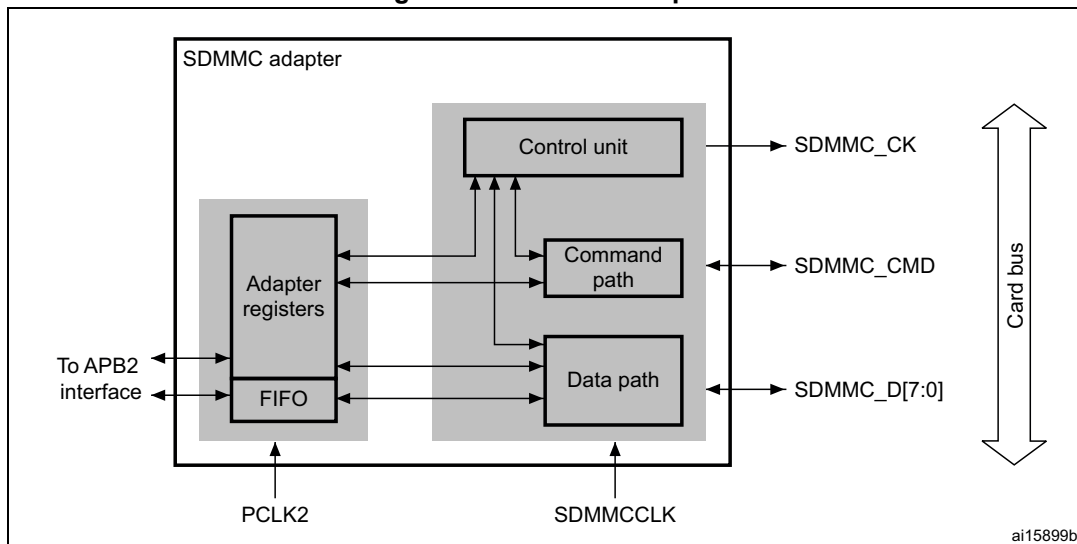 SDMMC adapter
Control unit
SDMMC_CK
Command
path
SDMMC_CMD
Adapter
registers
To APB2
interface
FIFO
Data path
SDMMC_D[7:0]
Card bus
PCLK2
SDMMCCLK
ai15899b